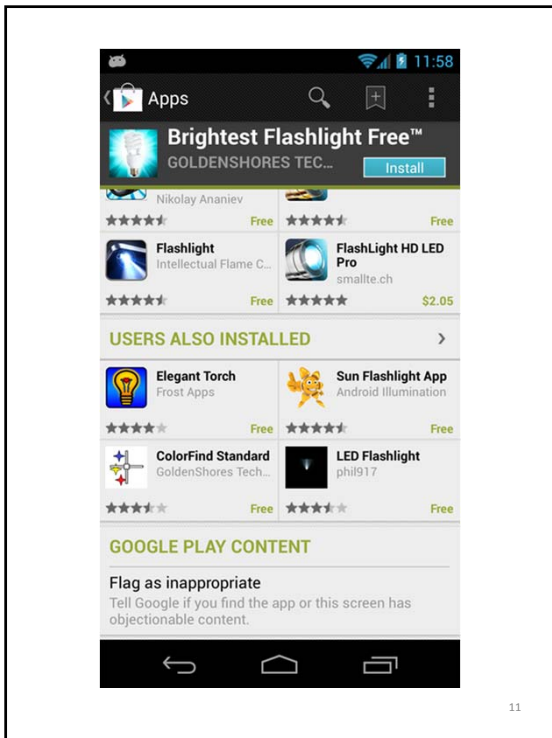 11:58
Apps
Brightest Flashlight Free™
GOLDENSHORES TEC...
Install
Nikolay Ananiev
Free
Free
Flashlight
Intellectual Flame C...
Free
FlashLight HD LED
Pro
smallte.ch
$2.05
USERS ALSO INSTALLED
Elegant Torch
Frost Apps
Free
Sun Flashlight App
Android Illumination
Free
ColorFind Standard
GoldenShores Tech...
Free
LED Flashlight
phil917
Free
GOOGLE PLAY CONTENT
Flag as inappropriate
Tell Google if you find the app or this screen has
objectionable content.
11